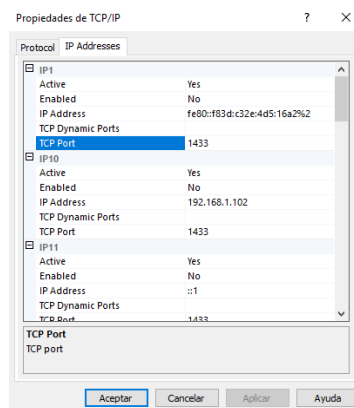 Propiedades de TCP/IP ? ×
Protocol IP Addresses
IP1
Active Yes
Enabled No
IP Address fe80::f83d:c32e:4d5:16a2%2
TCP Dynamic Ports
TCP Port 1433
IP10
Active Yes
Enabled No
IP Address 192.168.1.102
TCP Dynamic Ports
TCP Port 1433
IP11
Active Yes
Enabled No
IP Address ::1
TCP Dynamic Ports
TCP Port 1433
TCP Port
TCP port
Aceptar Cancelar Aplicar Ayuda